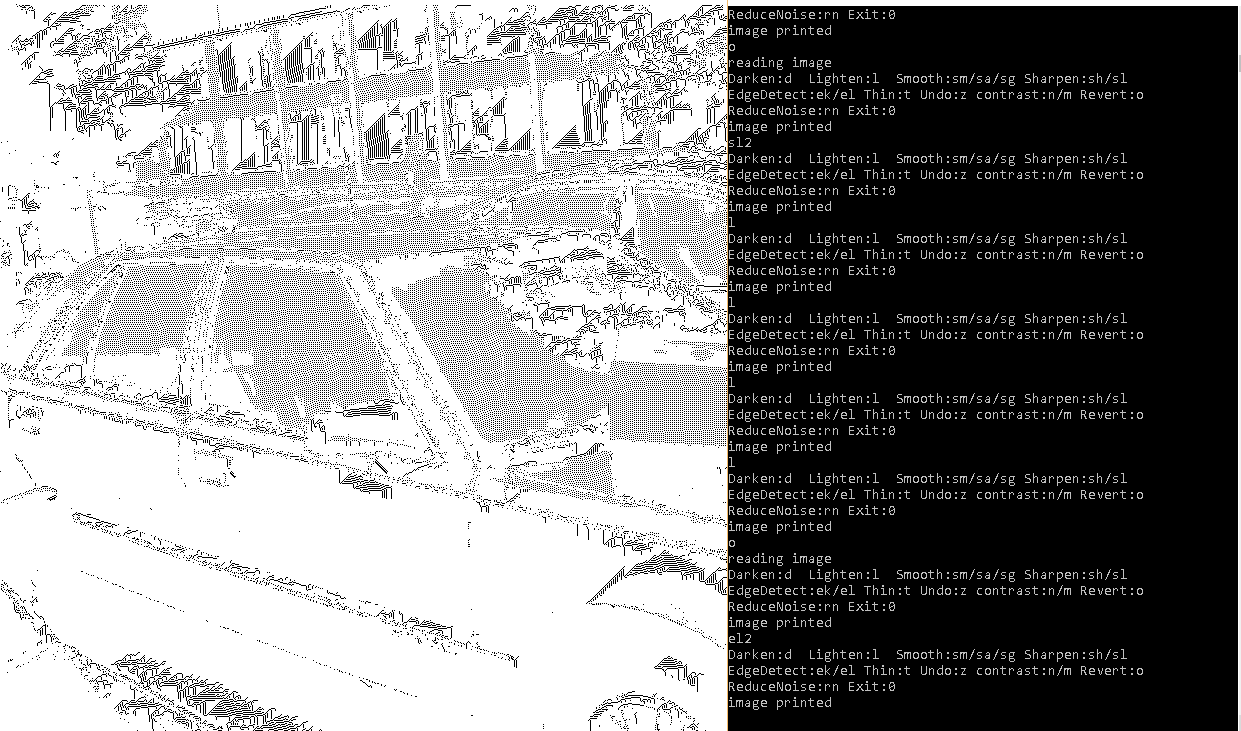 ReduceNoise:rn Exit:0
image printed
o
reading image
Darken:d  Lighten:l  Smooth:sm/sa/sg Sharpen:sh/sl
EdgeDetect:ek/el Thin:t Undo:z contrast:n/m Revert:o
ReduceNoise:rn Exit:0
image printed
sl2
Darken:d  Lighten:l  Smooth:sm/sa/sg Sharpen:sh/sl
EdgeDetect:ek/el Thin:t Undo:z contrast:n/m Revert:o
ReduceNoise:rn Exit:0
image printed
l
Darken:d  Lighten:l  Smooth:sm/sa/sg Sharpen:sh/sl
EdgeDetect:ek/el Thin:t Undo:z contrast:n/m Revert:o
ReduceNoise:rn Exit:0
image printed
l
Darken:d  Lighten:l  Smooth:sm/sa/sg Sharpen:sh/sl
EdgeDetect:ek/el Thin:t Undo:z contrast:n/m Revert:o
ReduceNoise:rn Exit:0
image printed
l
Darken:d  Lighten:l  Smooth:sm/sa/sg Sharpen:sh/sl
EdgeDetect:ek/el Thin:t Undo:z contrast:n/m Revert:o
ReduceNoise:rn Exit:0
image printed
l
Darken:d  Lighten:l  Smooth:sm/sa/sg Sharpen:sh/sl
EdgeDetect:ek/el Thin:t Undo:z contrast:n/m Revert:o
ReduceNoise:rn Exit:0
image printed
o
reading image
Darken:d  Lighten:l  Smooth:sm/sa/sg Sharpen:sh/sl
EdgeDetect:ek/el Thin:t Undo:z contrast:n/m Revert:o
ReduceNoise:rn Exit:0
image printed
el2
Darken:d  Lighten:l  Smooth:sm/sa/sg Sharpen:sh/sl
EdgeDetect:ek/el Thin:t Undo:z contrast:n/m Revert:o
ReduceNoise:rn Exit:0
image printed